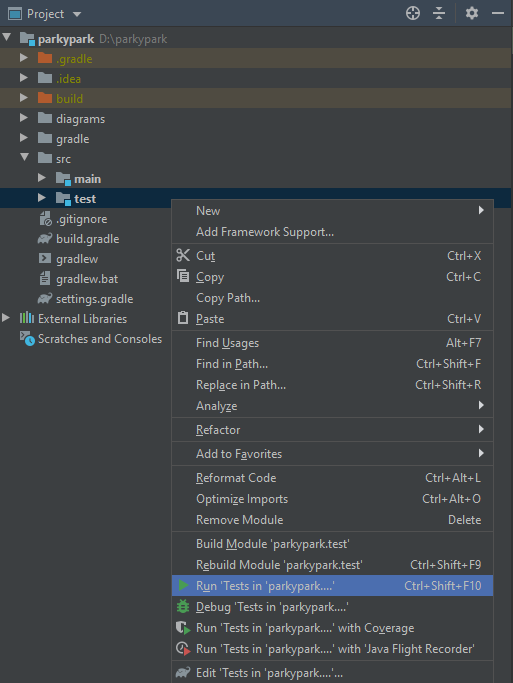 Project
parkypark D:\parkypark
.gradle
.idea
build
diagrams
gradle
src
main
test
.gitignore
build.gradle
gradlew
gradlew.bat
settings.gradle
External Libraries
Scratches and Consoles
New
Add Framework Support...
Cut Ctrl+X
Copy Ctrl+C
Copy Path...
Paste Ctrl+V
Find Usages Alt+F7
Find in Path... Ctrl+Shift+F
Replace in Path... Ctrl+Shift+R
Analyze
Refactor
Add to Favorites
Reformat Code Ctrl+Alt+L
Optimize Imports Ctrl+Alt+O
Remove Module Delete
Build Module 'parkypark.test'
Rebuild Module 'parkypark.test' Ctrl+Shift+F9
Run 'Tests in 'parkypark....'' Ctrl+Shift+F10
Debug 'Tests in 'parkypark....''
Run 'Tests in 'parkypark....'' with Coverage
Run 'Tests in 'parkypark....'' with 'Java Flight Recorder'
Edit 'Tests in 'parkypark....''...